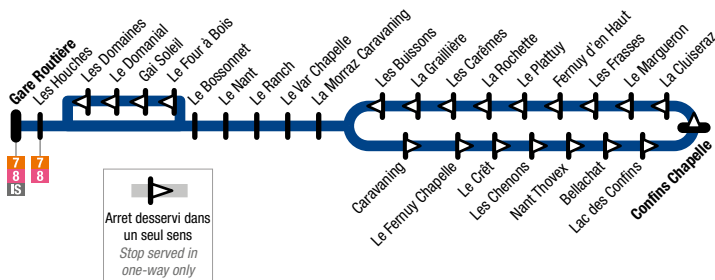 Gare Routière
Les Houches
Les Domaines
Le Domanial
Gai Soleil
Le Four à Bois
Le Bossonnet
Le Nant
Le Ranch
Le Var Chapelle
La Morraz Caravaning
Les Buissons
La Graillière
Les Carêmes
La Rochette
Le Plattuy
Fernuy d'en Haut
Les Frasses
Le Margueron
La Cluiseraz
Caravaning
Le Fernuy Chapelle
Le Crêt
Les Chenons
Nant Thovex
Bellachat
Lac des Confins
Confins Chapelle
7
8
IS
7
8
Arret desservi dans
un seul sens
Stop served in
one-way only